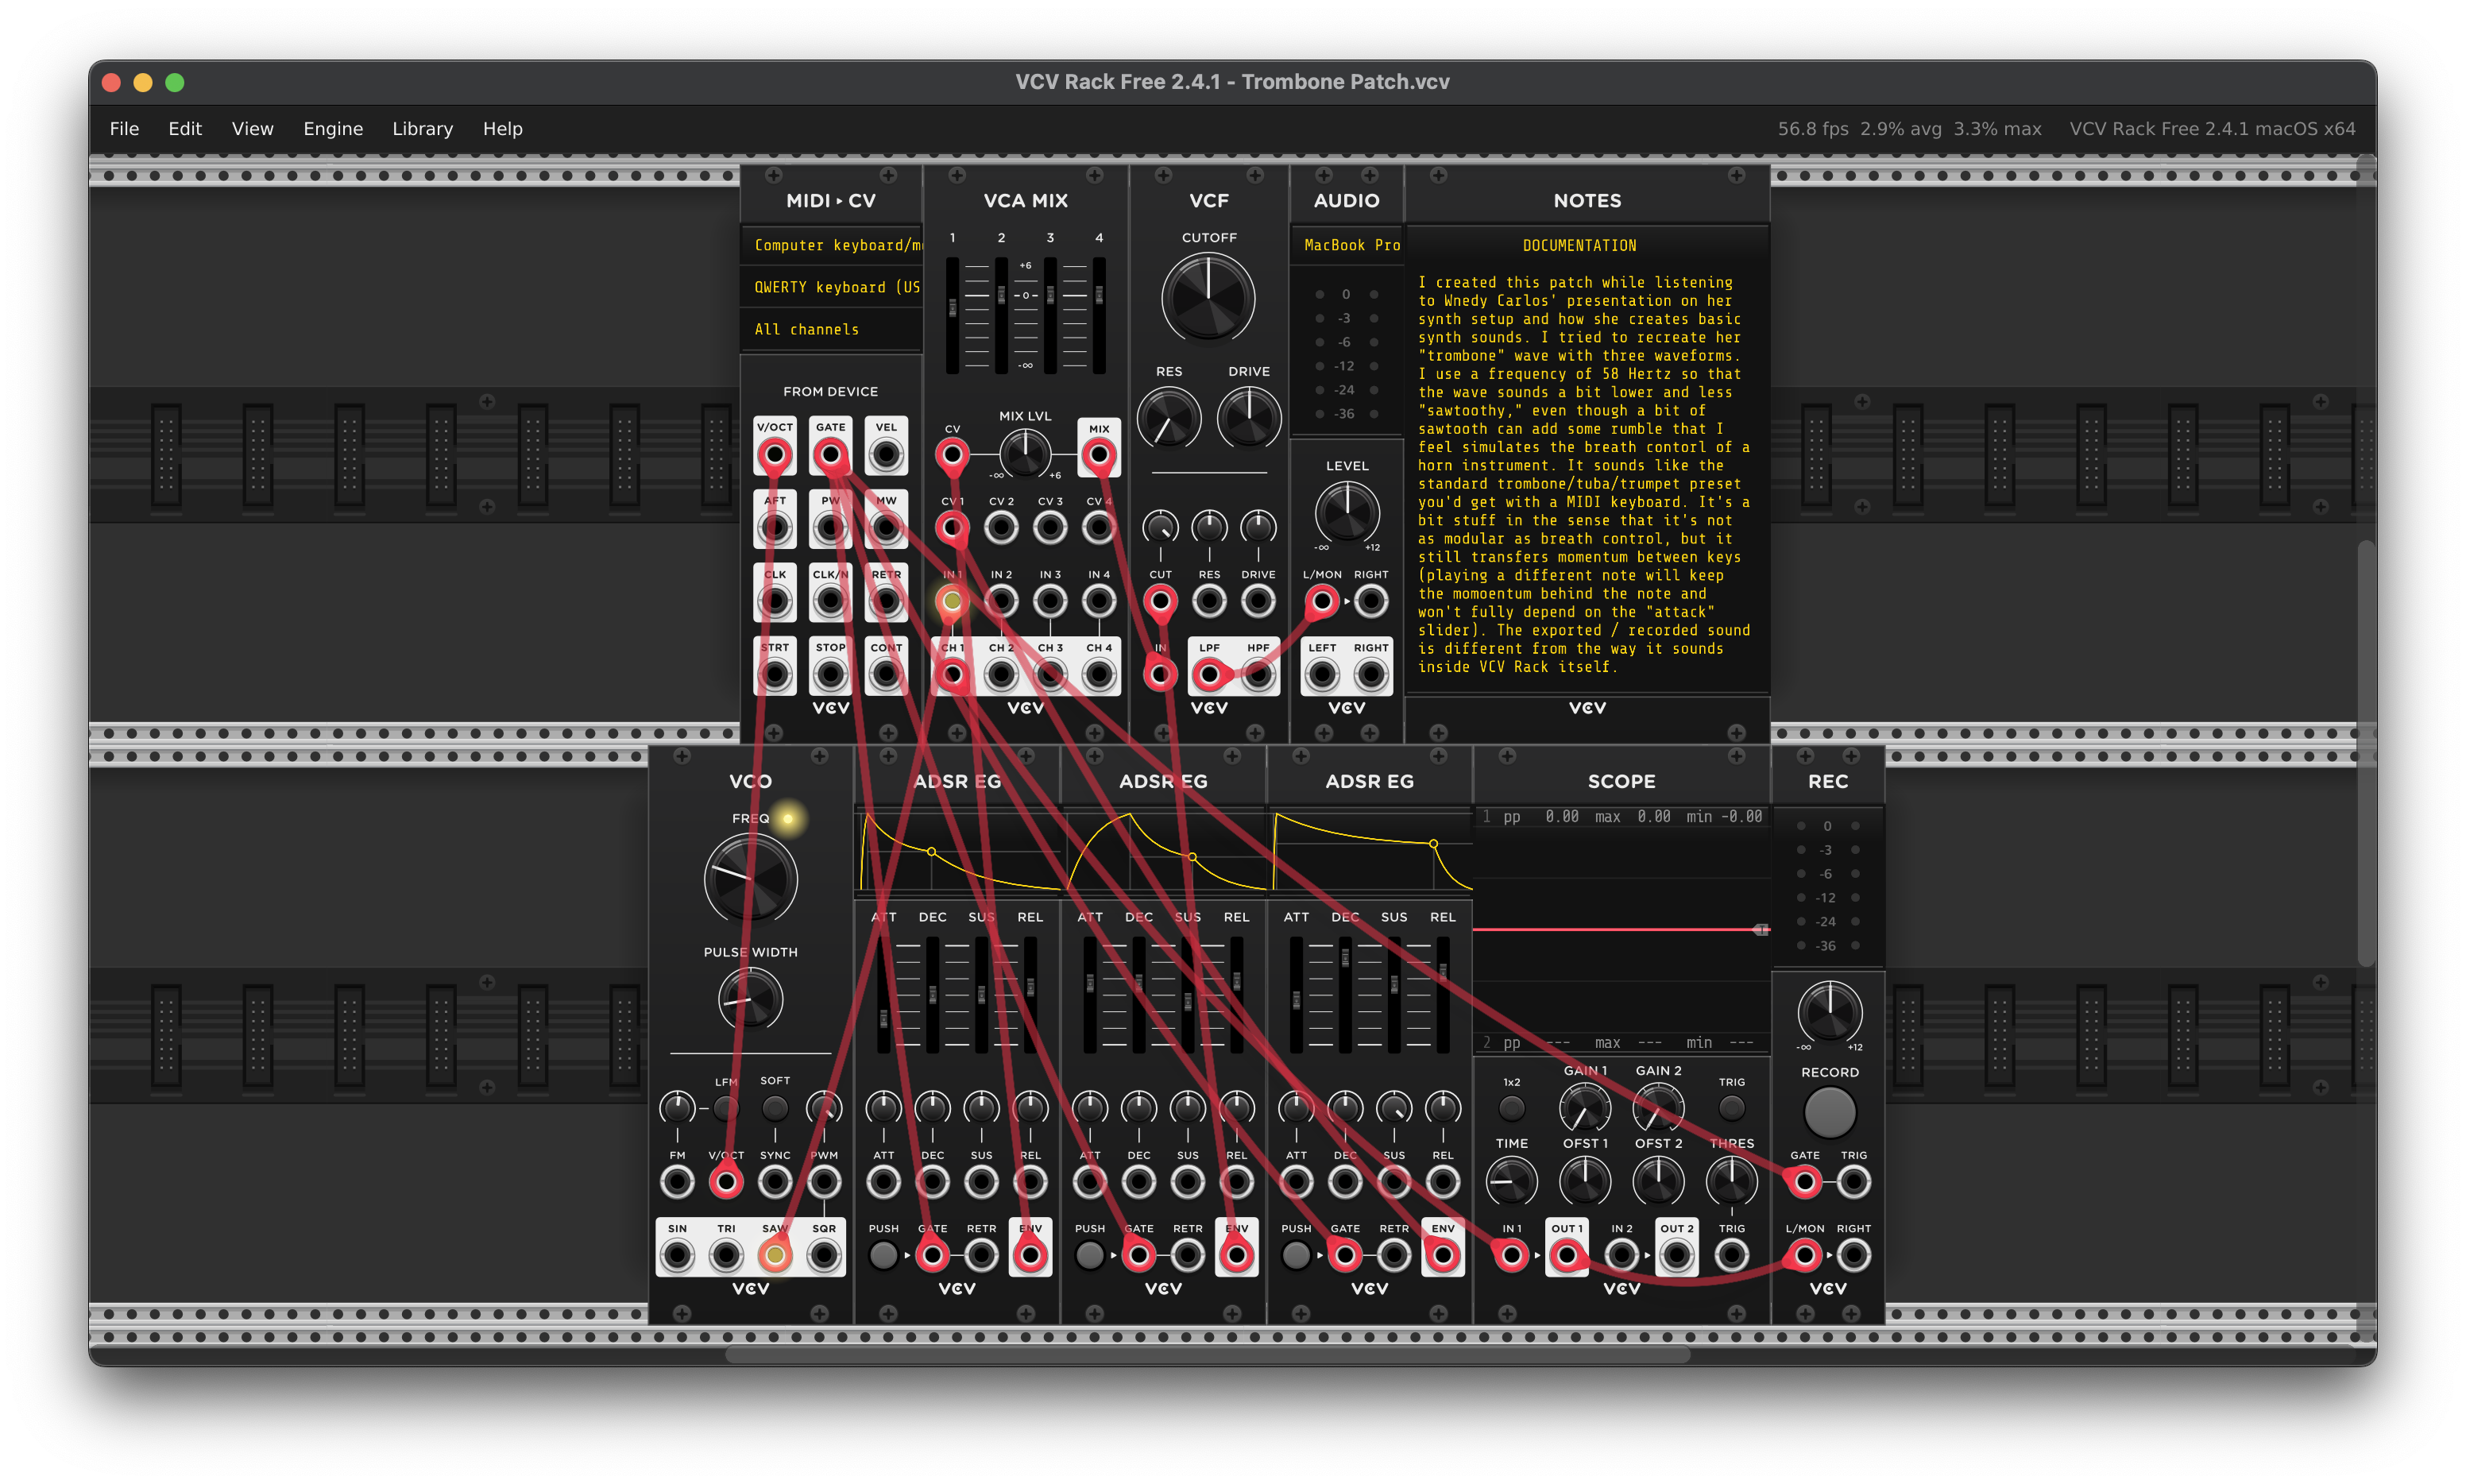 VCV Rack Free 2.4.1 - Trombone Patch.vcv
File Edit View Engine Library Help
56.8 fps 2.9% avg 3.3% max VCV Rack Free 2.4.1 macOS x64
MIDI ▸ CV
Computer keyboard/m
QWERTY keyboard (US
All channels
FROM DEVICE
V/OCT GATE VEL
AFT PW MW
CLK CLK/N RETR
STRT STOP CONT
VCV
VCA MIX
1 2 3 4
+6
-0-
-∞
MIX LVL
CV MIX
-∞ +6
CV 1 CV 2 CV 3 CV 4
IN 1 IN 2 IN 3 IN 4
CH 1 CH 2 CH 3 CH 4
VCV
VCF
CUTOFF
RES DRIVE
CUT RES DRIVE
IN LPF HPF
VCV
AUDIO
MacBook Pro
0
-3
-6
-12
-24
-36
LEVEL
-∞ +12
L/MON RIGHT
LEFT RIGHT
VCV
NOTES
DOCUMENTATION
I created this patch while listening
to Wnedy Carlos' presentation on her
synth setup and how she creates basic
synth sounds. I tried to recreate her
"trombone" wave with three waveforms.
I use a frequency of 58 Hertz so that
the wave sounds a bit lower and less
"sawtoothy," even though a bit of
sawtooth can add some rumble that I
feel simulates the breath contorl of a
horn instrument. It sounds like the
standard trombone/tuba/trumpet preset
you'd get with a MIDI keyboard. It's a
bit stuff in the sense that it's not
as modular as breath control, but it
still transfers momentum between keys
(playing a different note will keep
the momoentum behind the note and
won't fully depend on the "attack"
slider). The exported / recorded sound
is different from the way it sounds
inside VCV Rack itself.
VCV
VCO
FREQ
PULSE WIDTH
LFM SOFT
FM V/OCT SYNC PWM
SIN TRI SAW SQR
VCV
ADSR EG
ATT DEC SUS REL
ATT DEC SUS REL
PUSH GATE RETR ENV
VCV
ADSR EG
ATT DEC SUS REL
ATT DEC SUS REL
PUSH GATE RETR ENV
VCV
ADSR EG
ATT DEC SUS REL
ATT DEC SUS REL
PUSH GATE RETR ENV
VCV
SCOPE
1 pp 0.00 max 0.00 min -0.00
1
2 pp --- max --- min ---
1x2 GAIN 1 GAIN 2 TRIG
TIME OFST 1 OFST 2 THRES
IN 1 OUT 1 IN 2 OUT 2 TRIG
VCV
REC
0
-3
-6
-12
-24
-36
-∞ +12
RECORD
GATE TRIG
L/MON RIGHT
VCV